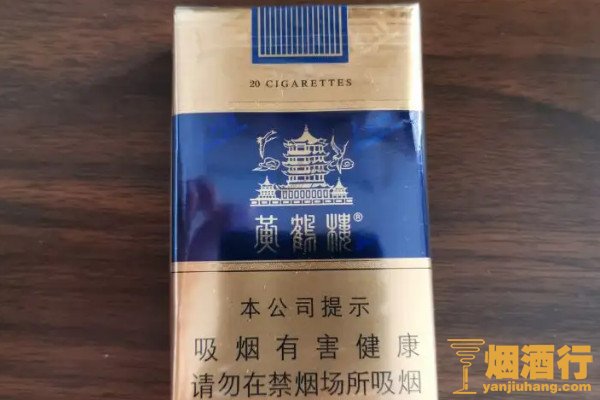 20 CIGARETTES
黄鹤楼®
本公司提示
吸烟有害健康
请勿在禁烟场所吸烟
烟酒行
yanjiuhang.com